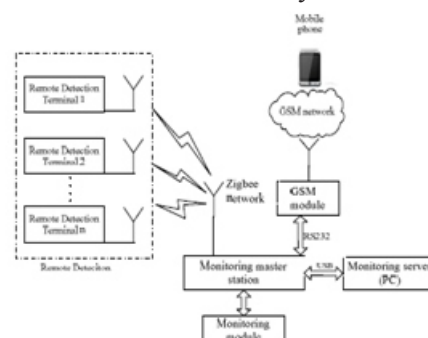 Mobile
phone
GSM network
Remote Detection
Terminal 1
Remote Detection
Terminal 2
Remote Detection
Terminal n
Remote Deteciton
Zigbee
network
GSM
module
RS232
Monitoring master
station
USB
Monitoring server
(PC)
Monitoring module